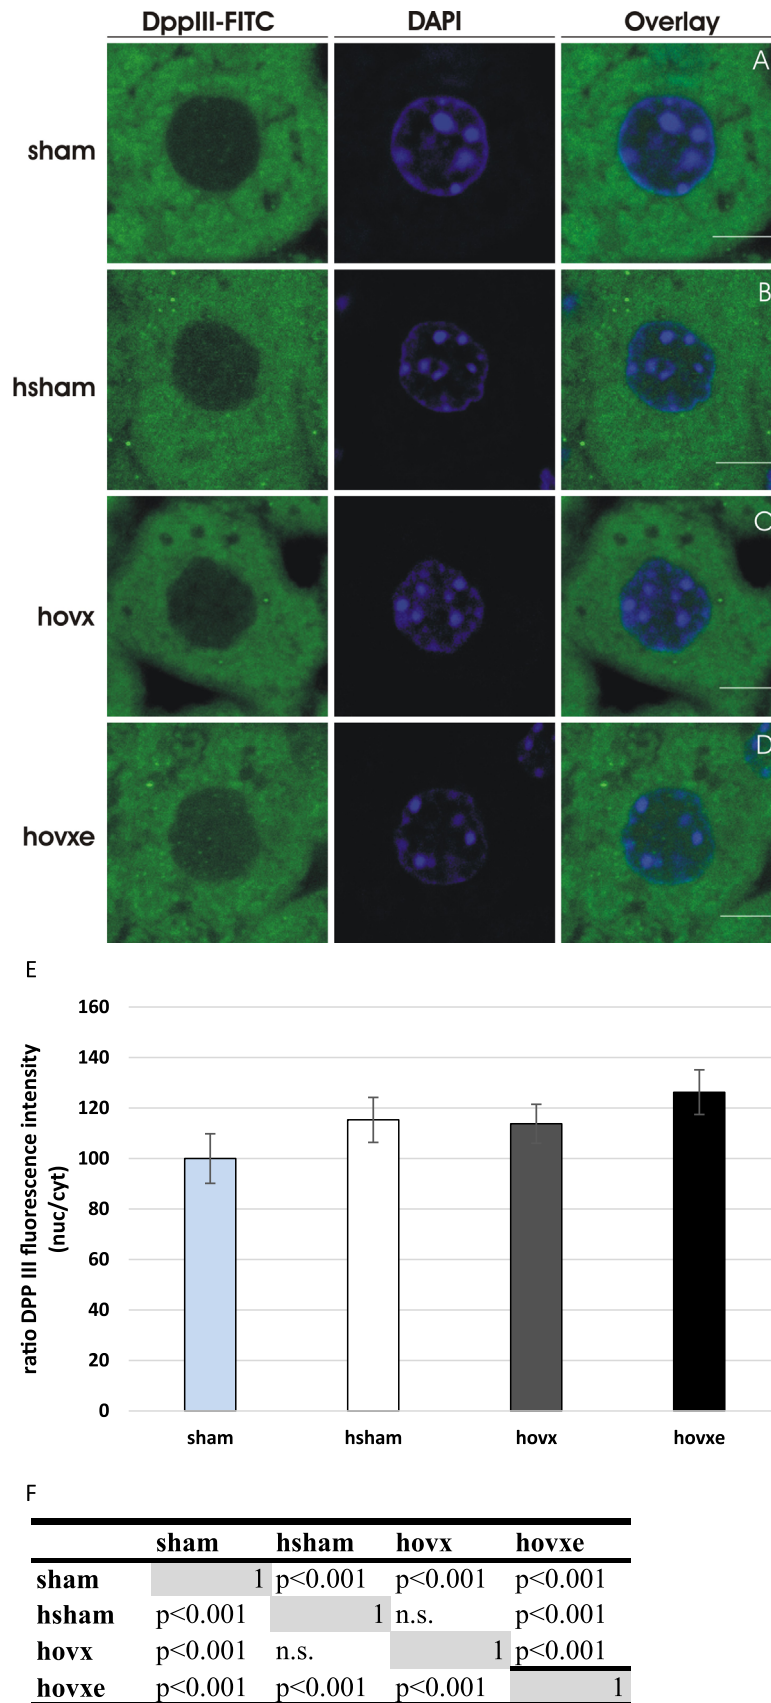 DppIII-FITC DAPI Overlay
A
sham
B
hsham
C
hovx
D
hovxe
E
ratio DPP III fluorescence intensity
(nuc/cyt)
160
140
120
100
80
60
40
20
0
sham hsham hovx hovxe
F
sham hsham hovx hovxe
sham 1 p<0.001 p<0.001 p<0.001
hsham p<0.001 1 n.s. p<0.001
hovx p<0.001 n.s. 1 p<0.001
hovxe p<0.001 p<0.001 p<0.001 1